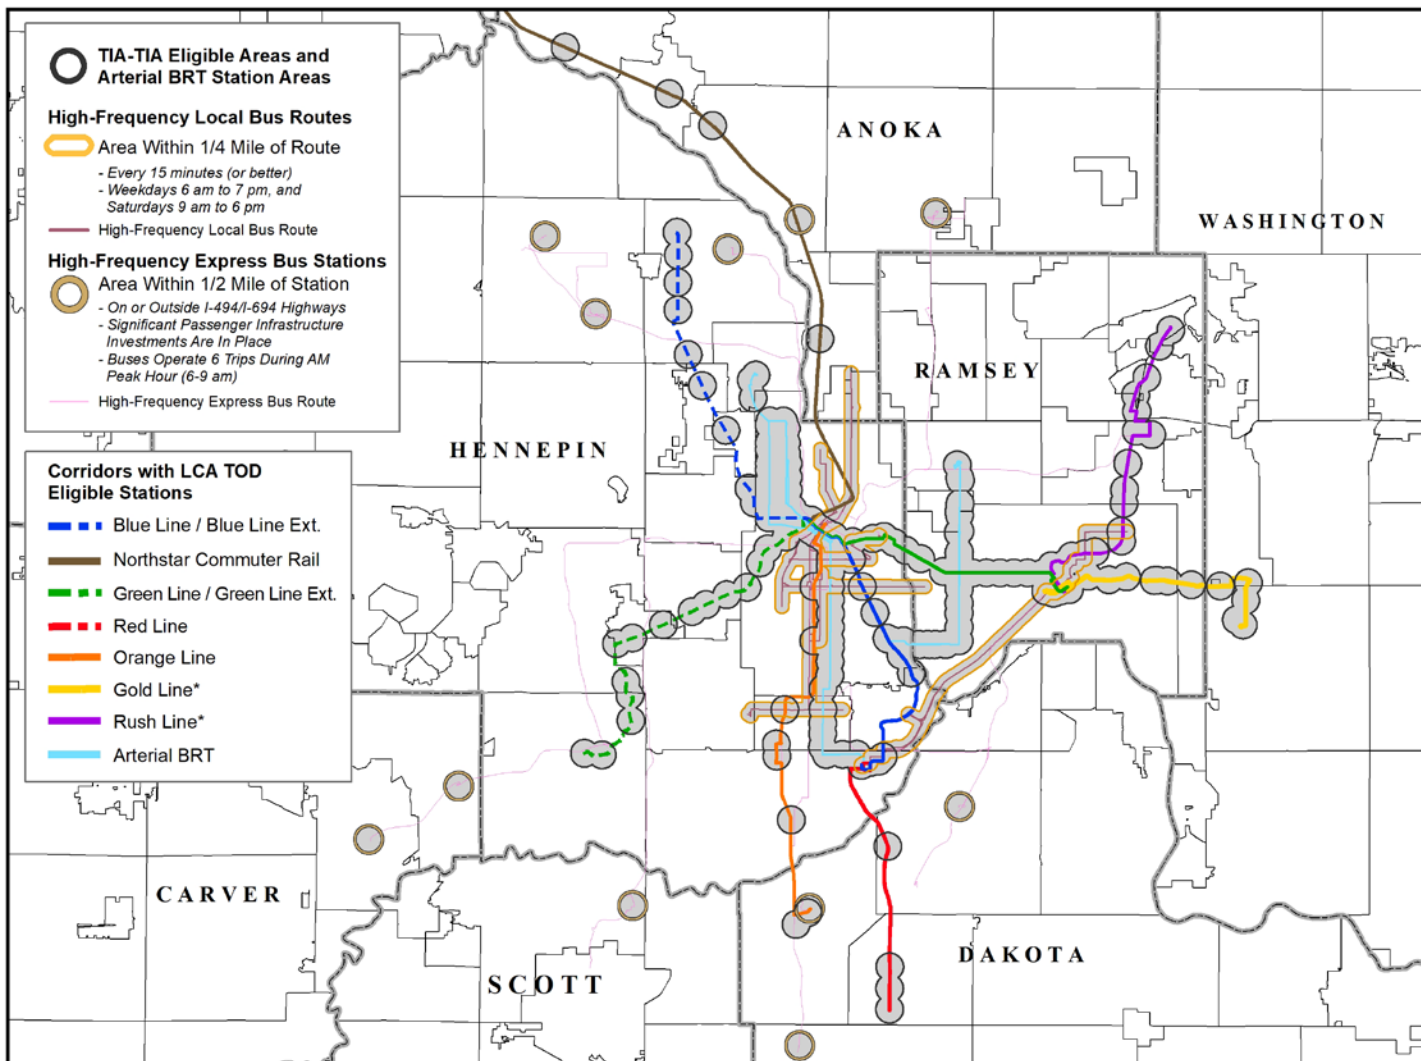 TIA-TIA Eligible Areas and
Arterial BRT Station Areas
High-Frequency Local Bus Routes
Area Within 1/4 Mile of Route
- Every 15 minutes (or better)
- Weekdays 6 am to 7 pm, and
Saturdays 9 am to 6 pm
High-Frequency Local Bus Route
High-Frequency Express Bus Stations
Area Within 1/2 Mile of Station
- On or Outside I-494/I-694 Highways
- Significant Passenger Infrastructure
Investments Are In Place
- Buses Operate 6 Trips During AM
Peak Hour (6-9 am)
High-Frequency Express Bus Route
Corridors with LCA TOD
Eligible Stations
Blue Line / Blue Line Ext.
Northstar Commuter Rail
Green Line / Green Line Ext.
Red Line
Orange Line
Gold Line*
Rush Line*
Arterial BRT
ANOKA
WASHINGTON
RAMSEY
HENNEPIN
CARVER
SCOTT
DAKOTA